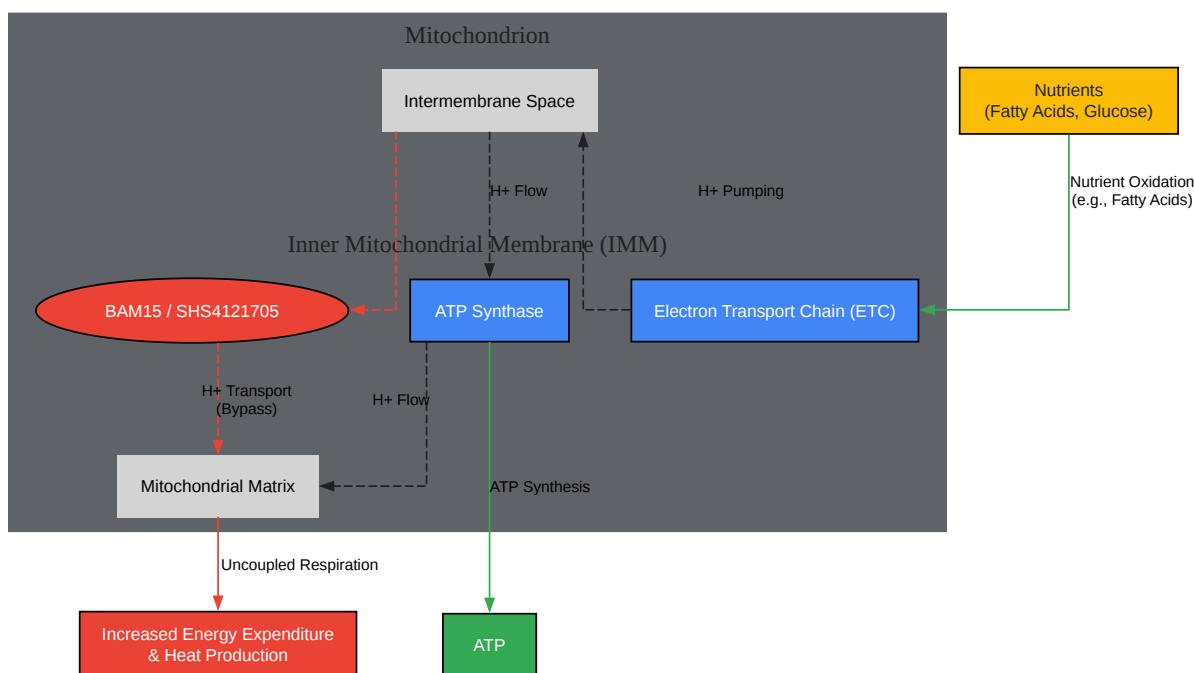 Mitochondrion
Intermembrane Space
Nutrients
(Fatty Acids, Glucose)
H+ Flow
H+ Pumping
Nutrient Oxidation
(e.g., Fatty Acids)
Inner Mitochondrial Membrane (IMM)
BAM15 / SHS4121705
ATP Synthase
Electron Transport Chain (ETC)
H+ Transport
(Bypass)
H+ Flow
Mitochondrial Matrix
ATP Synthesis
Uncoupled Respiration
Increased Energy Expenditure
& Heat Production
ATP